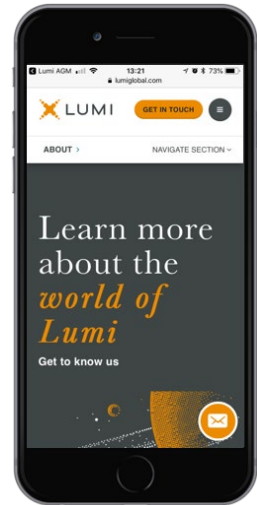 Lumi AGM 13:21 73%
lumiglobal.com
LUMI GET IN TOUCH
ABOUT > NAVIGATE SECTION
Learn more
about the
world of
Lumi
Get to know us